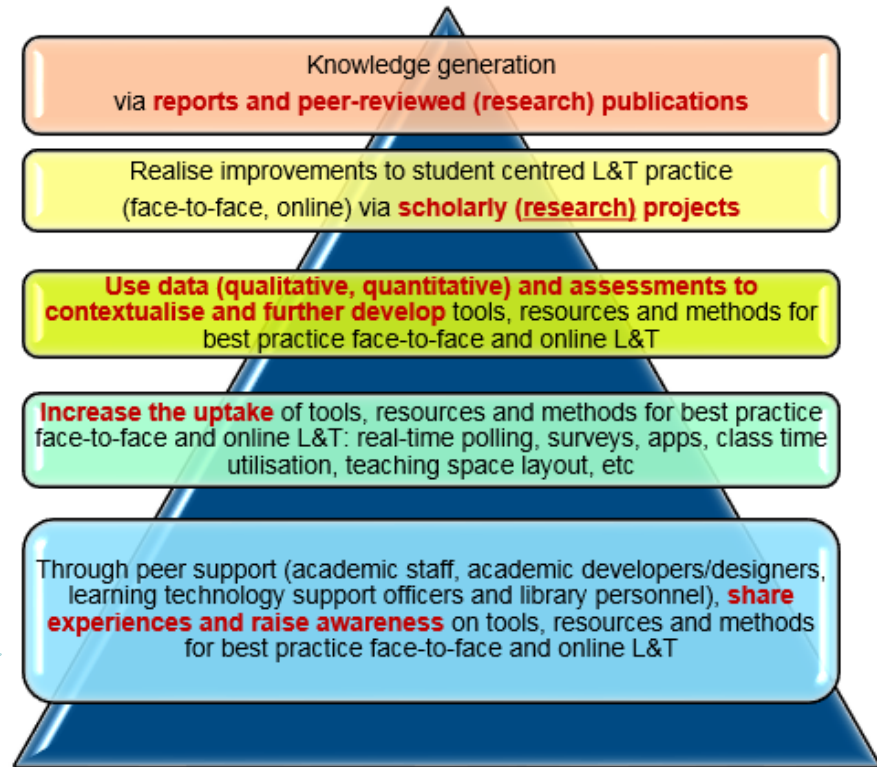 Knowledge generation
via reports and peer-reviewed (research) publications
Realise improvements to student centred L&T practice
(face-to-face, online) via scholarly (research) projects
Use data (qualitative, quantitative) and assessments to
contextualise and further develop tools, resources and methods for
best practice face-to-face and online L&T
Increase the uptake of tools, resources and methods for best practice
face-to-face and online L&T: real-time polling, surveys, apps, class time
utilisation, teaching space layout, etc
Through peer support (academic staff, academic developers/designers,
learning technology support officers and library personnel), share
experiences and raise awareness on tools, resources and methods
for best practice face-to-face and online L&T